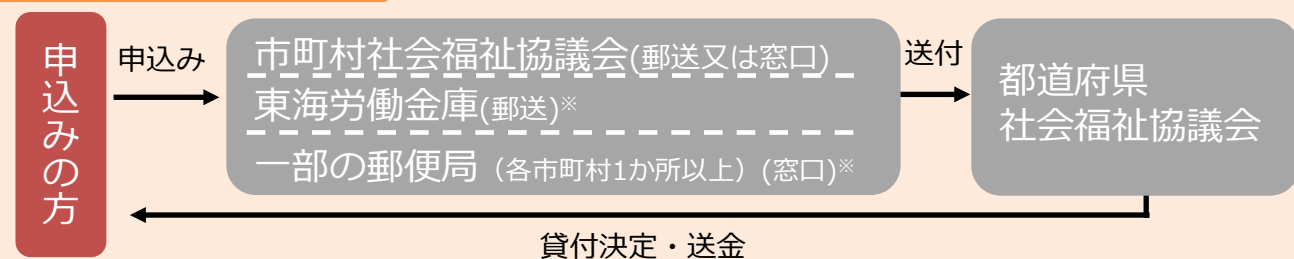 申込みの方
申込み
市町村社会福祉協議会(郵送又は窓口)
東海労働金庫(郵送)※
一部の郵便局（各市町村1か所以上）(窓口)※
送付
都道府県
社会福祉協議会
貸付決定・送金